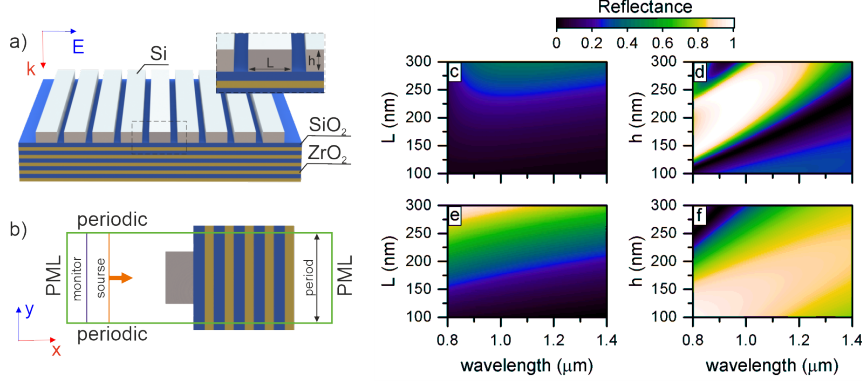 a)
E
k
Si
L
h
SiO₂
ZrO₂
b)
periodic
PML
monitor
sourse
period
PML
periodic
y
x
Reflectance
0 0.2 0.4 0.6 0.8 1
c
L (nm)
300
250
200
150
100
d
h (nm)
300
250
200
150
100
e
L (nm)
300
250
200
150
100
0.8 1.0 1.2 1.4
wavelength (μm)
f
h (nm)
300
250
200
150
100
0.8 1.0 1.2 1.4
wavelength (μm)